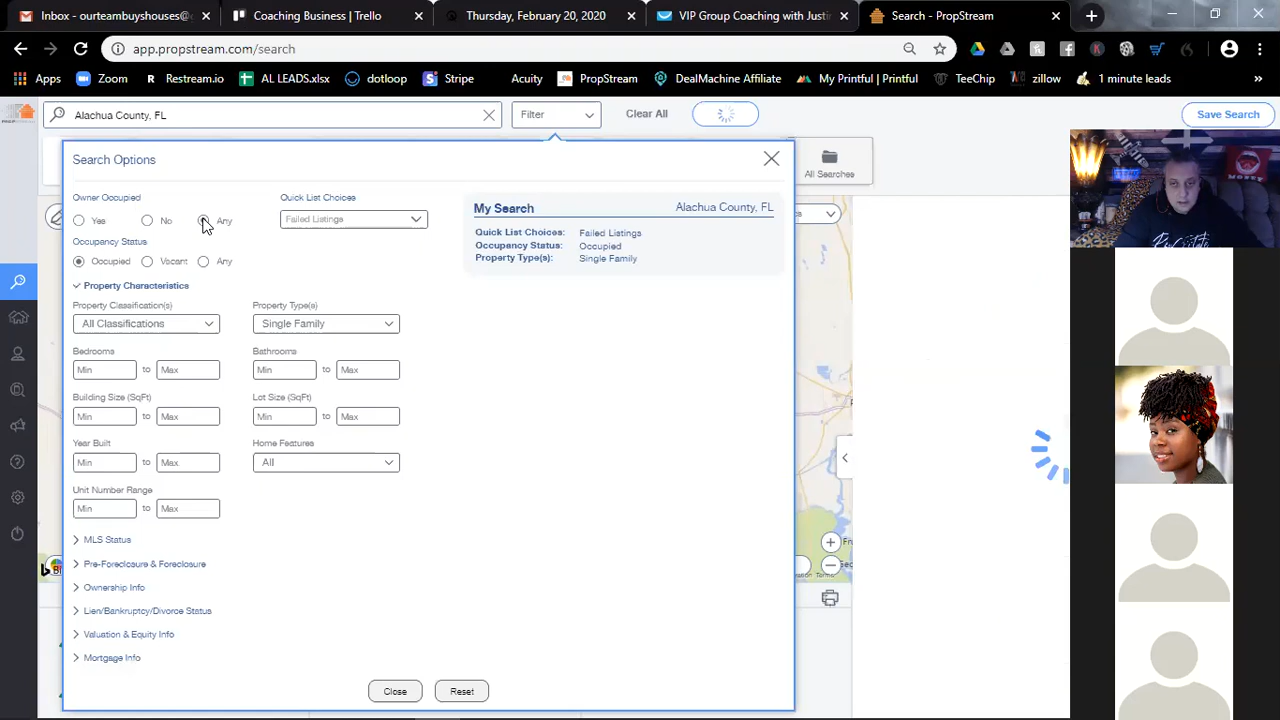 Inbox - ourteambuyshouses@g
Coaching Business | Trello
Thursday, February 20, 2020
VIP Group Coaching with Justi
Search - PropStream
app.propstream.com/search
Apps
Zoom
R Restream.io
AL LEADS.xlsx
dotloop
Stripe
Acuity
PropStream
DealMachine Affiliate
My Printful | Printful
TeeChip
zillow
1 minute leads
»
Alachua County, FL
Filter
Clear All
Save Search
Search Options
All Searches
Owner Occupied
Yes
No
Any
Quick List Choices
Failed Listings
My Search
Alachua County, FL
Quick List Choices: Failed Listings
Occupancy Status: Occupied
Property Type(s): Single Family
Occupancy Status
Occupied
Vacant
Any
Property Characteristics
Property Classification(s)
All Classifications
Property Type(s)
Single Family
Bedrooms
Min to Max
Bathrooms
Min to Max
Building Size (SqFt)
Min to Max
Lot Size (SqFt)
Min to Max
Year Built
Min to Max
Home Features
All
Unit Number Range
Min to Max
MLS Status
Pre-Foreclosure & Foreclosure
Ownership Info
Lien/Bankruptcy/Divorce Status
Valuation & Equity Info
Mortgage Info
Close
Reset